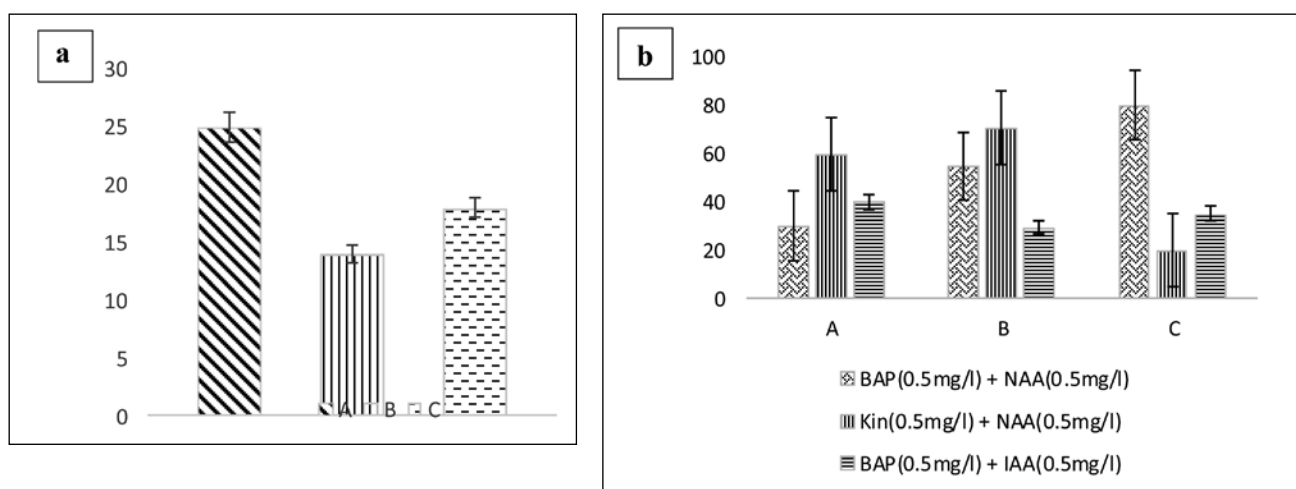 a
30
25
20
15
10
5
0
A B C
b
100
80
60
40
20
0
A B C
BAP(0.5mg/l) + NAA(0.5mg/l)
Kin(0.5mg/l) + NAA(0.5mg/l)
BAP(0.5mg/l) + IAA(0.5mg/l)